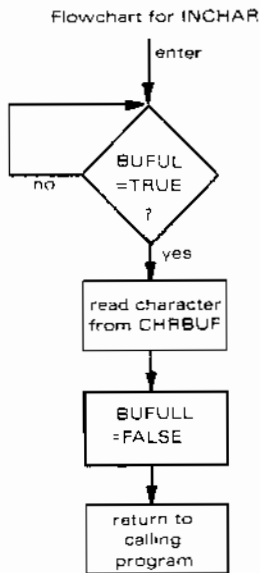 Flowchart for INCHAR
enter
BUFUL
=TRUE
?
no
yes
read character
from CHRBUF
BUFULL
=FALSE
return to
calling
program